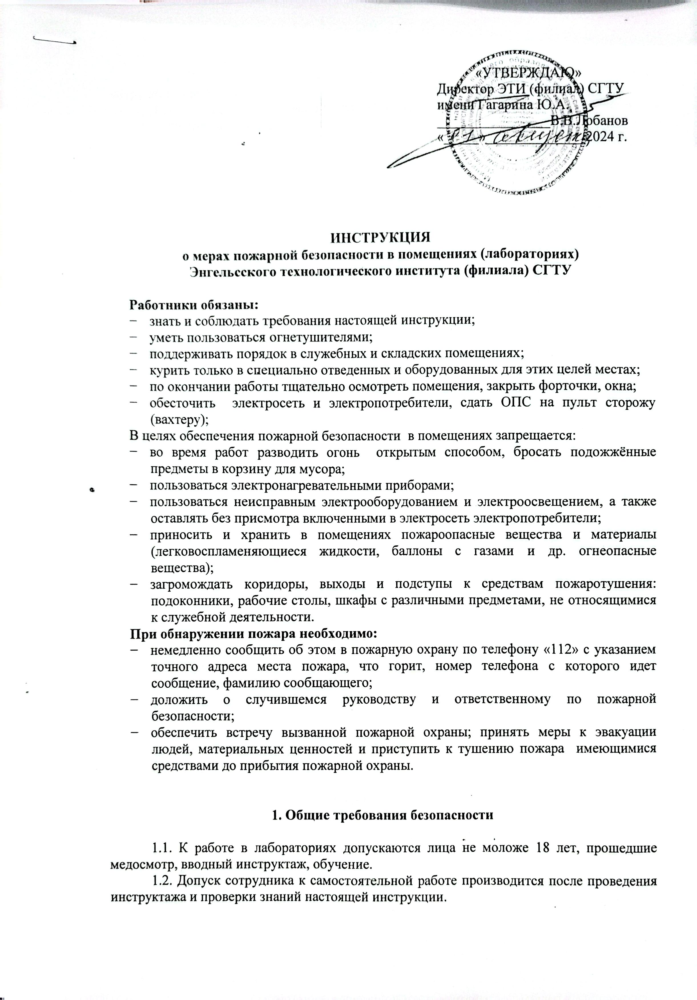 «УТВЕРЖДАЮ»
Директор ЭТИ (филиал) СГТУ
имени Гагарина Ю.А.
В.В.Лобанов
« » 2024 г.
ИНСТРУКЦИЯ
о мерах пожарной безопасности в помещениях (лабораториях)
Энгельсского технологического института (филиала) СГТУ
Работники обязаны:
− знать и соблюдать требования настоящей инструкции;
− уметь пользоваться огнетушителями;
− поддерживать порядок в служебных и складских помещениях;
− курить только в специально отведенных и оборудованных для этих целей местах;
− по окончании работы тщательно осмотреть помещения, закрыть форточки, окна;
− обесточить электросеть и электропотребители, сдать ОПС на пульт сторожу
(вахтеру);
В целях обеспечения пожарной безопасности в помещениях запрещается:
− во время работ разводить огонь открытым способом, бросать подожжённые
предметы в корзину для мусора;
− пользоваться электронагревательными приборами;
− пользоваться неисправным электрооборудованием и электроосвещением, а также
оставлять без присмотра включенными в электросеть электропотребители;
− приносить и хранить в помещениях пожароопасные вещества и материалы
(легковоспламеняющиеся жидкости, баллоны с газами и др. огнеопасные
вещества);
− загромождать коридоры, выходы и подступы к средствам пожаротушения:
подоконники, рабочие столы, шкафы с различными предметами, не относящимися
к служебной деятельности.
При обнаружении пожара необходимо:
− немедленно сообщить об этом в пожарную охрану по телефону «112» с указанием
точного адреса места пожара, что горит, номер телефона с которого идет
сообщение, фамилию сообщающего;
− доложить о случившемся руководству и ответственному по пожарной
безопасности;
− обеспечить встречу вызванной пожарной охраны; принять меры к эвакуации
людей, материальных ценностей и приступить к тушению пожара имеющимися
средствами до прибытия пожарной охраны.
1. Общие требования безопасности
1.1. К работе в лабораториях допускаются лица не моложе 18 лет, прошедшие
медосмотр, вводный инструктаж, обучение.
1.2. Допуск сотрудника к самостоятельной работе производится после проведения
инструктажа и проверки знаний настоящей инструкции.